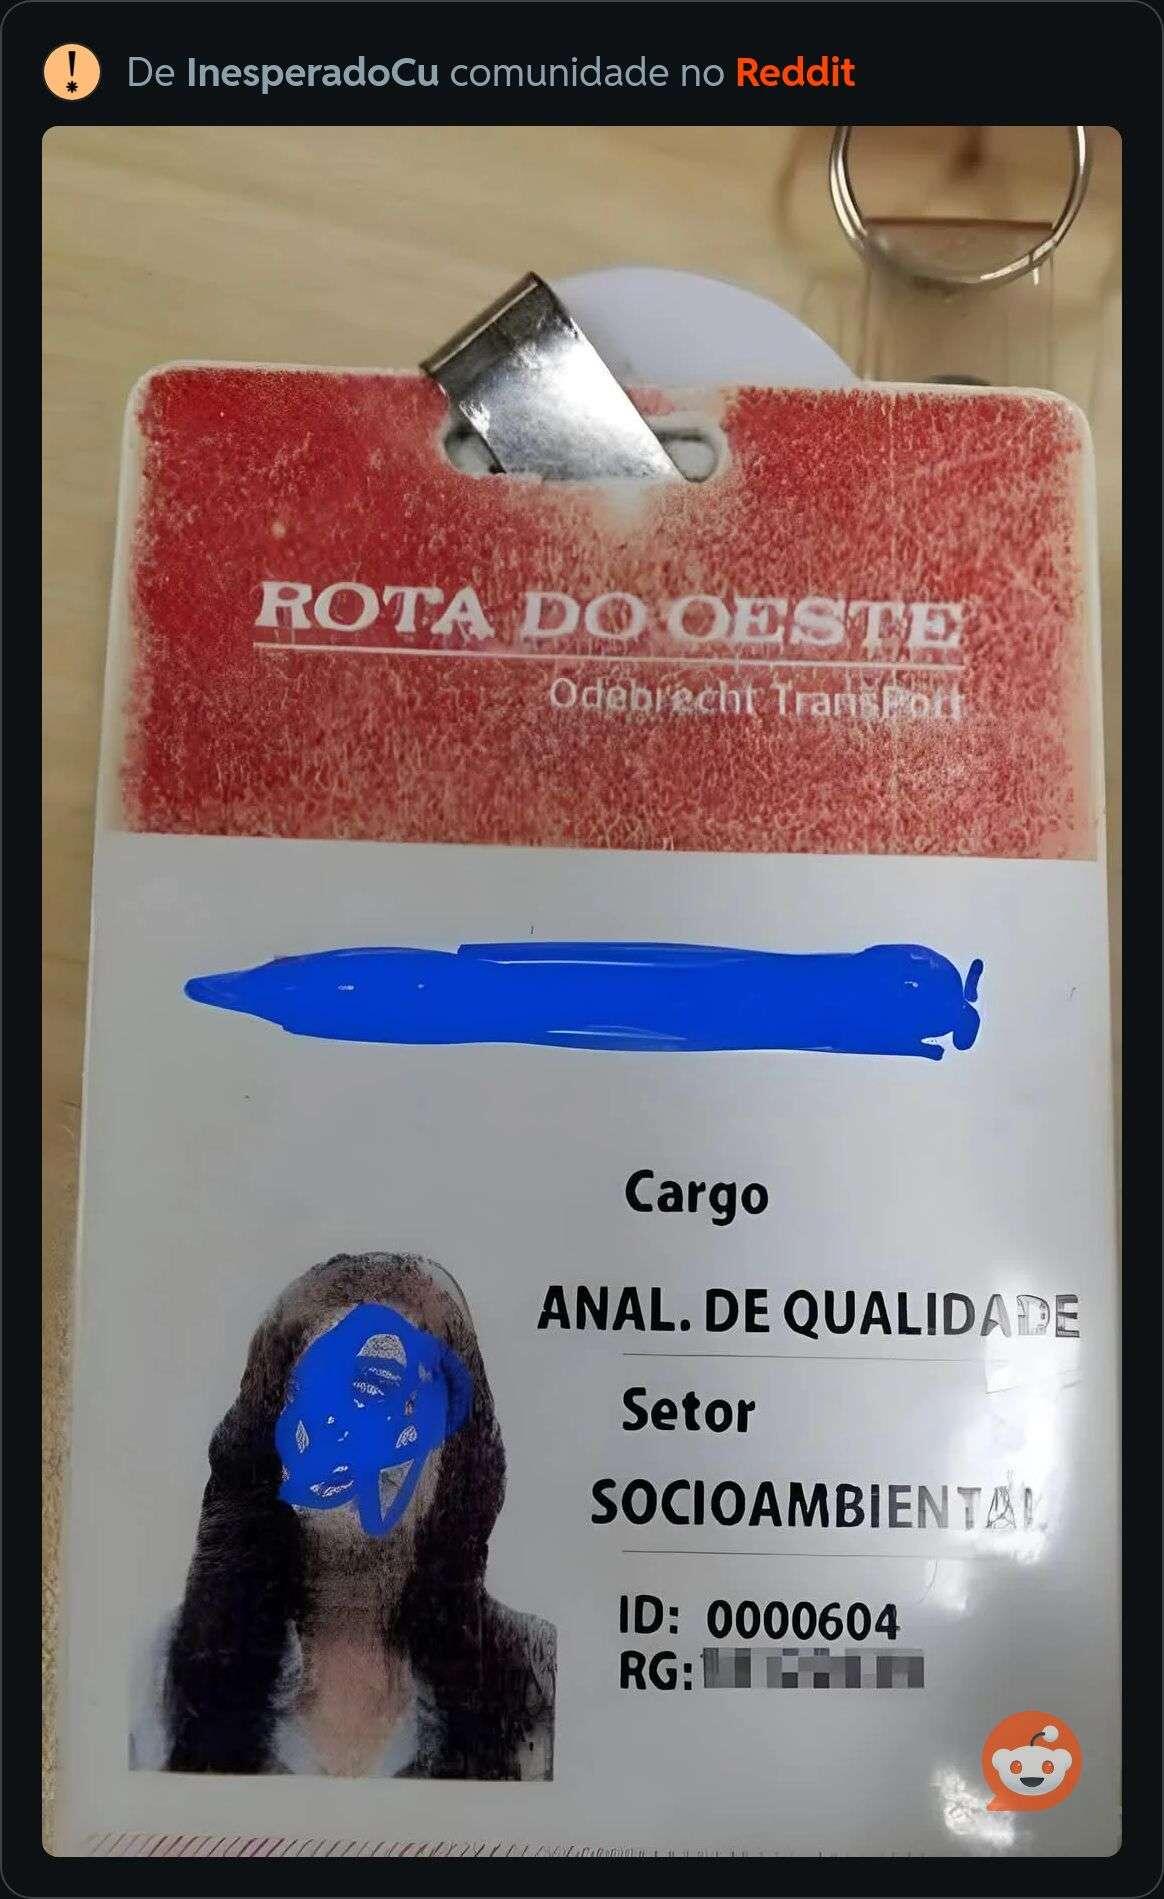 De InesperadoCu comunidade no Reddit
ROTA DO OESTE
Odebrecht TransPort
Cargo
ANAL. DE QUALIDADE
Setor
SOCIOAMBIENTAL
ID: 0000604
RG: